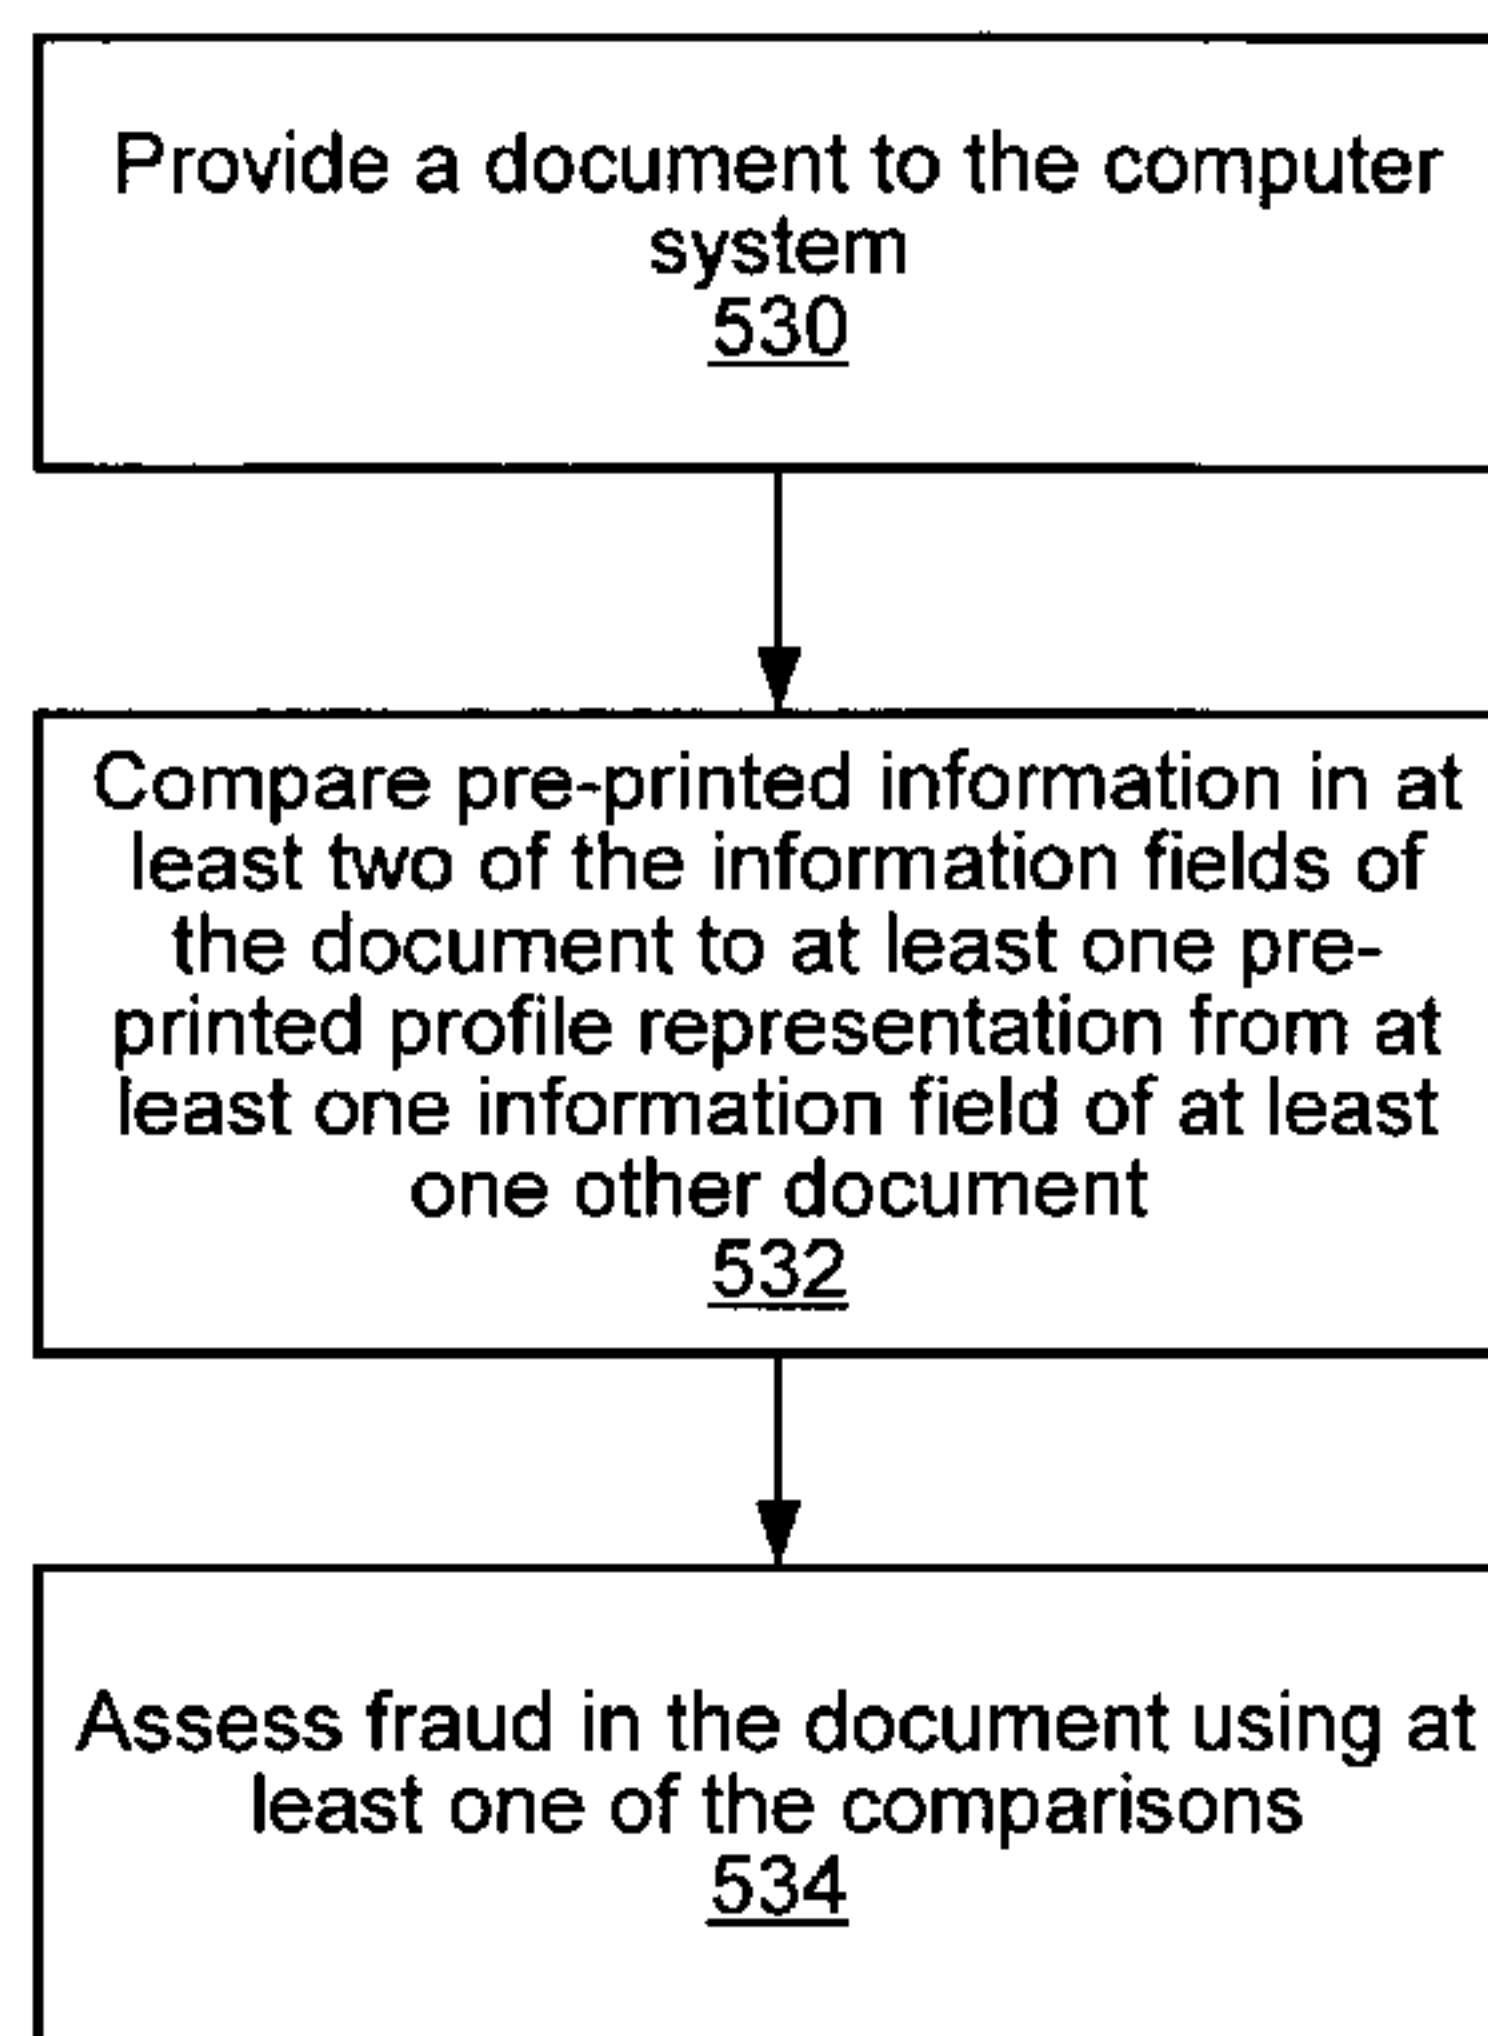 Provide a document to the computer
system
530
Compare pre-printed information in at
least two of the information fields of
the document to at least one pre-
printed profile representation from at
least one information field of at least
one other document
532
Assess fraud in the document using at
least one of the comparisons
534